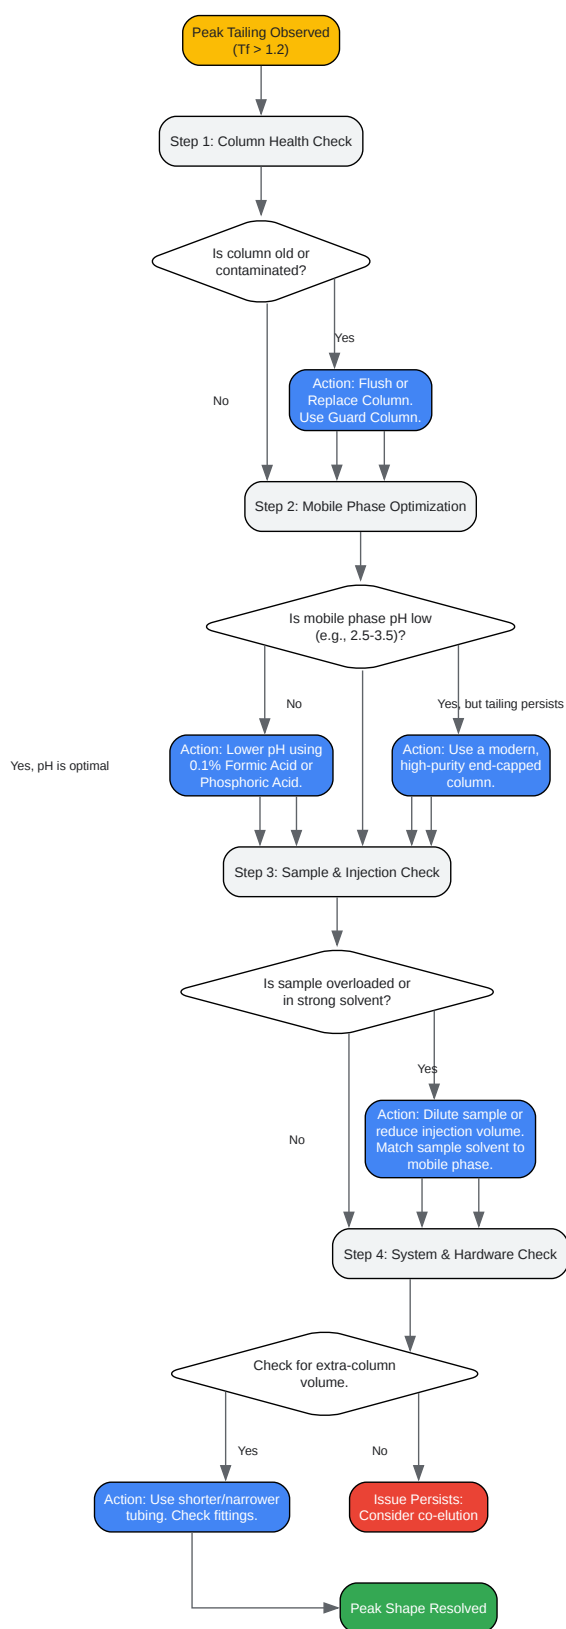 Peak Tailing Observed
(Tf > 1.2)
Step 1: Column Health Check
Is column old or
contaminated?
Yes
Action: Flush or
Replace Column.
Use Guard Column.
No
Step 2: Mobile Phase Optimization
Is mobile phase pH low
(e.g., 2.5-3.5)?
No
Yes, but tailing persists
Action: Lower pH using
0.1% Formic Acid or
Phosphoric Acid.
Action: Use a modern,
high-purity end-capped
column.
Yes, pH is optimal
Step 3: Sample & Injection Check
Is sample overloaded or
in strong solvent?
Yes
Action: Dilute sample or
reduce injection volume.
Match sample solvent to
mobile phase.
No
Step 4: System & Hardware Check
Check for extra-column
volume.
Yes
No
Action: Use shorter/narrower
tubing. Check fittings.
Issue Persists:
Consider co-elution
Peak Shape Resolved